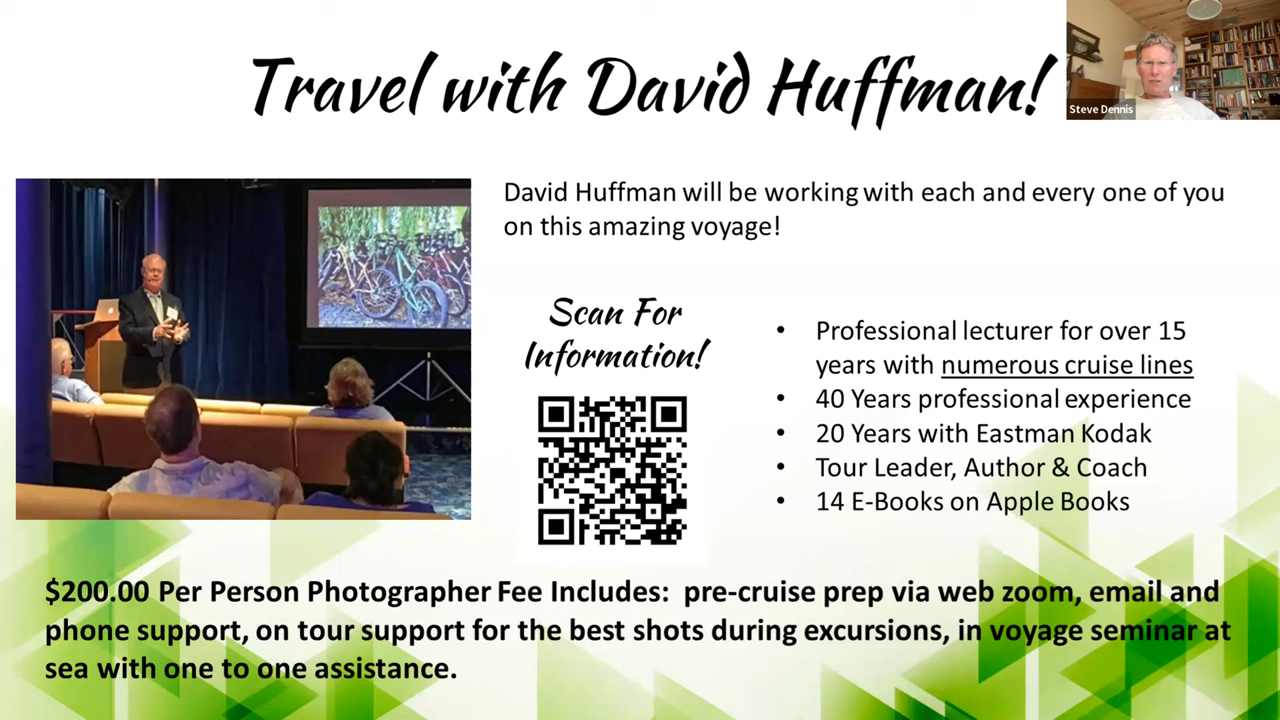 Travel with David Huffman!
Steve Dennis
David Huffman will be working with each and every one of you
on this amazing voyage!
Scan For
Information!
• Professional lecturer for over 15
years with numerous cruise lines
• 40 Years professional experience
• 20 Years with Eastman Kodak
• Tour Leader, Author & Coach
• 14 E-Books on Apple Books
$200.00 Per Person Photographer Fee Includes:  pre-cruise prep via web zoom, email and
phone support, on tour support for the best shots during excursions, in voyage seminar at
sea with one to one assistance.